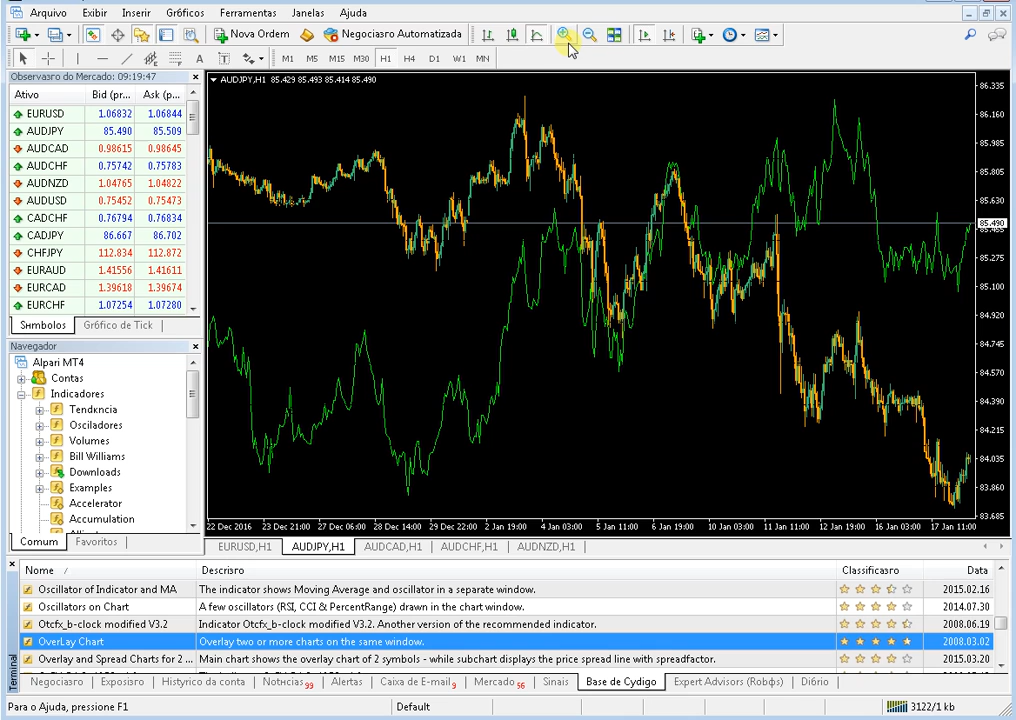 Arquivo Exibir Inserir Gráficos Ferramentas Janelas Ajuda
Nova Ordem Negociasro Automatizada
A T M1 M5 M15 M30 H1 H4 D1 W1 MN
Observasro do Mercado: 09:19:47
Ativo Bid (pr... Ask (p...
EURUSD 1.06832 1.06844
AUDJPY 85.490 85.509
AUDCAD 0.98615 0.98645
AUDCHF 0.75742 0.75783
AUDNZD 1.04765 1.04822
AUDUSD 0.75452 0.75473
CADCHF 0.76794 0.76834
CADJPY 86.667 86.702
CHFJPY 112.834 112.872
EURAUD 1.41556 1.41611
EURCAD 1.39618 1.39674
EURCHF 1.07254 1.07280
Sнmbolos Gráfico de Tick
Navegador
Alpari MT4
Contas
Indicadores
Tendкncia
Osciladores
Volumes
Bill Williams
Downloads
Examples
Accelerator
Accumulation
Comum Favoritos
AUDJPY,H1 85.429 85.493 85.414 85.490
86.335
86.160
85.985
85.805
85.630
85.490
85.455
85.275
85.100
84.920
84.745
84.570
84.390
84.215
84.035
83.860
83.685
22 Dec 2016 23 Dec 21:00 27 Dec 06:00 28 Dec 14:00 29 Dec 22:00 2 Jan 19:00 4 Jan 03:00 5 Jan 11:00 6 Jan 19:00 10 Jan 03:00 11 Jan 11:00 12 Jan 19:00 16 Jan 03:00 17 Jan 11:00
EURUSD,H1 AUDJPY,H1 AUDCAD,H1 AUDCHF,H1 AUDNZD,H1
Nome / Descrisro Classificasro Data
Oscillator of Indicator and MA The indicator shows Moving Average and oscillator in a separate window. 2015.02.16
Oscillators on Chart A few oscillators (RSI, CCI & PercentRange) drawn in the chart window. 2014.07.30
Otcfx_b-clock modified V3.2 Indicator Otcfx_b-clock modified V3.2. Another version of the recommended indicator. 2008.06.19
OverLay Chart Overlay two or more charts on the same window. 2008.03.02
Overlay and Spread Charts for 2 ... Main chart shows the overlay chart of 2 symbols - while subchart displays the price spread line with spreadfactor. 2015.03.20
Terminal
Negociasro Exposisro Histуrico da conta Notнcias 99 Alertas Caixa de E-mail 9 Mercado 56 Sinais Base de Cуdigo Expert Advisors (Robфs) Diбrio
Para o Ajuda, pressione F1 Default 3122/1 kb